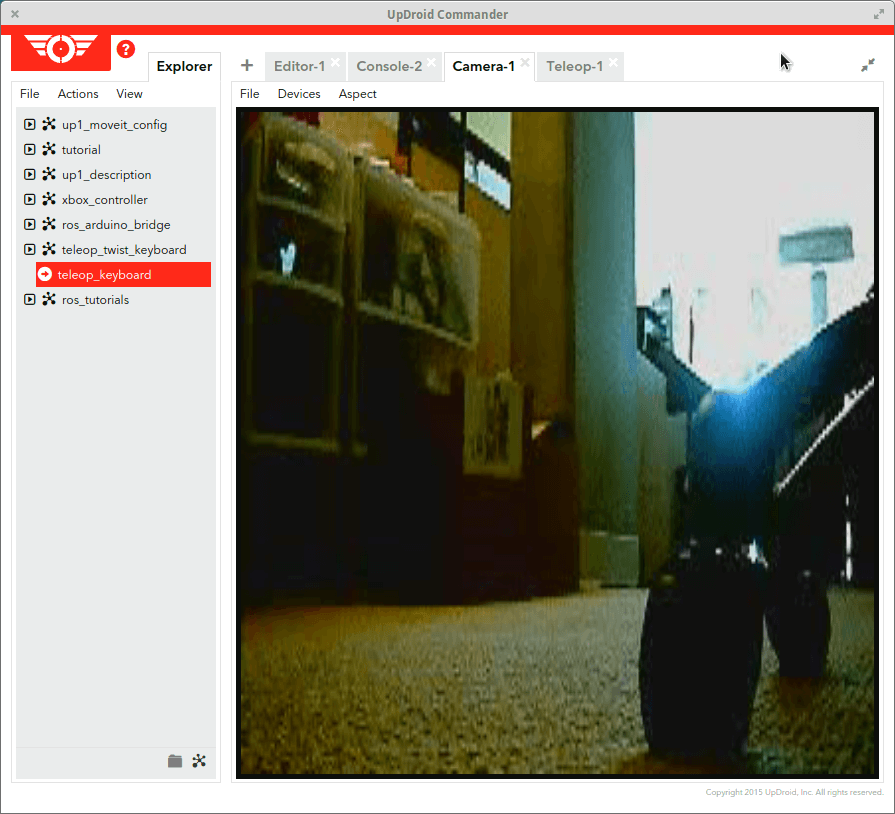 UpDroid Commander
?
Explorer
+ Editor-1 Console-2 Camera-1 Teleop-1
File Actions View
File Devices Aspect
up1_moveit_config
tutorial
up1_description
xbox_controller
ros_arduino_bridge
teleop_twist_keyboard
teleop_keyboard
ros_tutorials
Copyright 2015 UpDroid, Inc. All rights reserved.